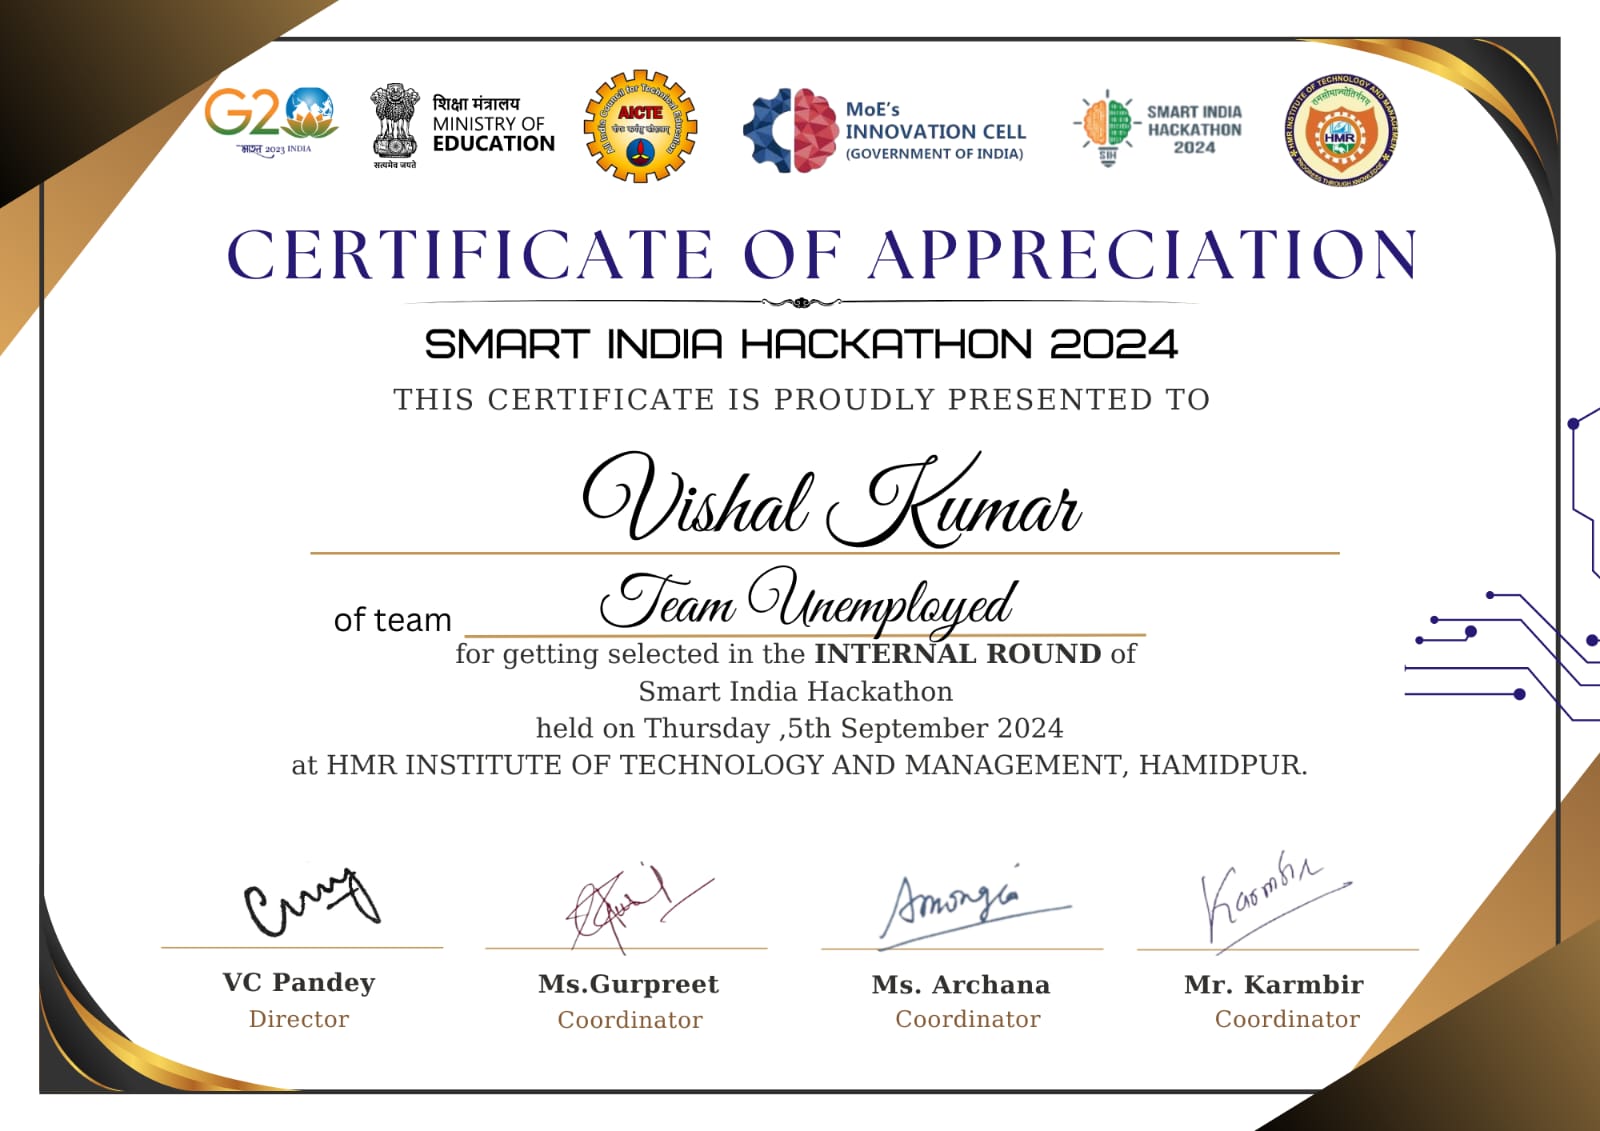 G20
भारत 2023 INDIA
सत्यमेव जयते
शिक्षा मंत्रालय
MINISTRY OF
EDUCATION
All India Council for Technical Education
AICTE
MoE's
INNOVATION CELL
(GOVERNMENT OF INDIA)
SIH
SMART INDIA
HACKATHON
2024
HMR INSTITUTE OF TECHNOLOGY AND MANAGEMENT
तमसोमाज्योतिर्गमय
HMR
PROGRESS THROUGH KNOWLEDGE
CERTIFICATE OF APPRECIATION
SMART INDIA HACKATHON 2024
THIS CERTIFICATE IS PROUDLY PRESENTED TO
Vishal Kumar
of team Team Unemployed
for getting selected in the INTERNAL ROUND of
Smart India Hackathon
held on Thursday ,5th September 2024
at HMR INSTITUTE OF TECHNOLOGY AND MANAGEMENT, HAMIDPUR.
Karmbir
VC Pandey
Director
Ms.Gurpreet
Coordinator
Ms. Archana
Coordinator
Mr. Karmbir
Coordinator